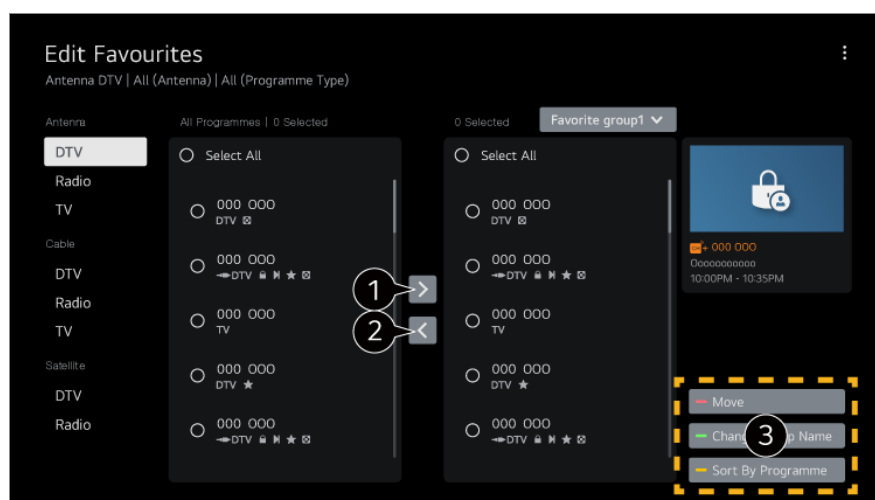 Edit Favourites
Antenna DTV | All (Antenna) | All (Programme Type)
Antenna
DTV
Radio
TV
Cable
DTV
Radio
TV
Satellite
DTV
Radio
All Programmes | 0 Selected
Select All
000 000
DTV
000 000
DTV
000 000
TV
000 000
DTV
000 000
DTV
1
2
0 Selected
Favorite group1
Select All
000 000
DTV
000 000
DTV
000 000
TV
000 000
DTV
000 000
DTV
+ 000 000
Ooooooooooo
10:00PM - 10:35PM
Move
3
Name
Sort By Programme